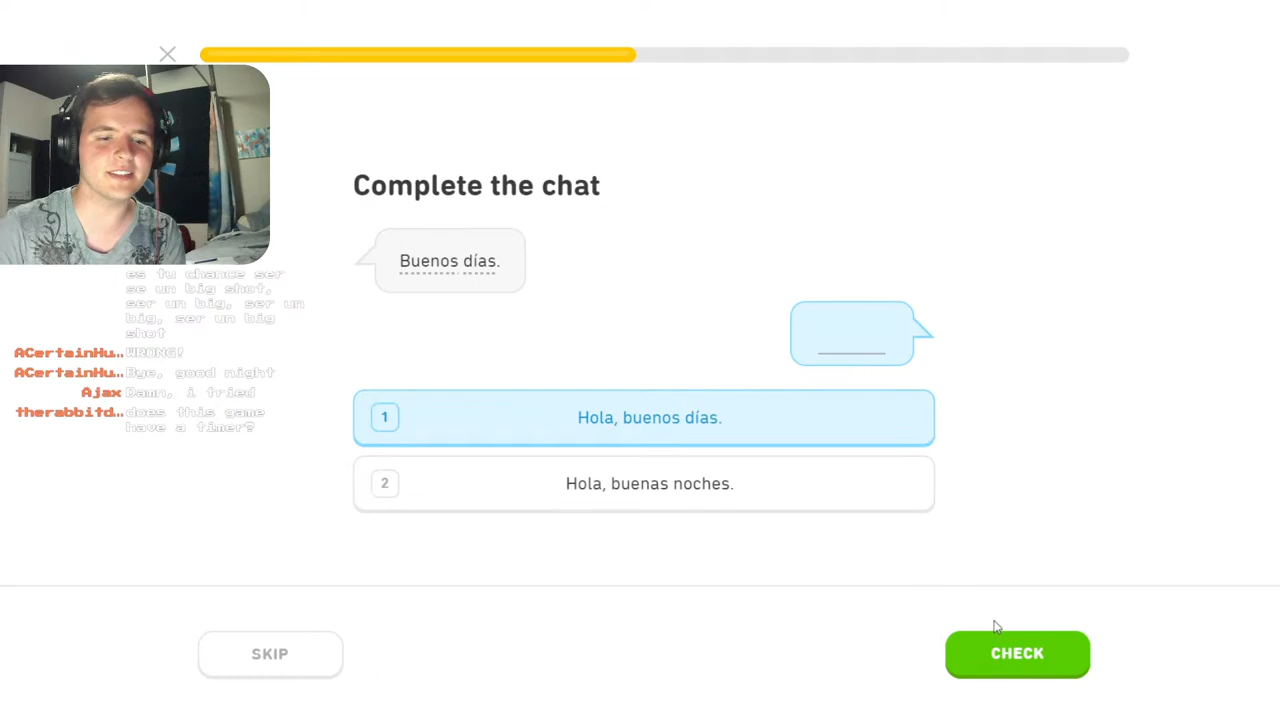 Complete the chat
Buenos días.
es tu chance ser
se un big shot,
ser un big, ser un
big, ser un big
shot
ACertainHu… WRONG!
ACertainHu… Bye, good night
Ajax Damn, i tried
therabbitd… does this game
have a timer?
1 Hola, buenos días.
2 Hola, buenas noches.
SKIP
CHECK